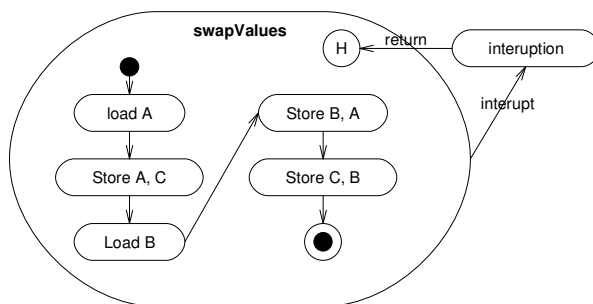 swapValues
H
return
interuption
interupt
load A
Store A, C
Load B
Store B, A
Store C, B